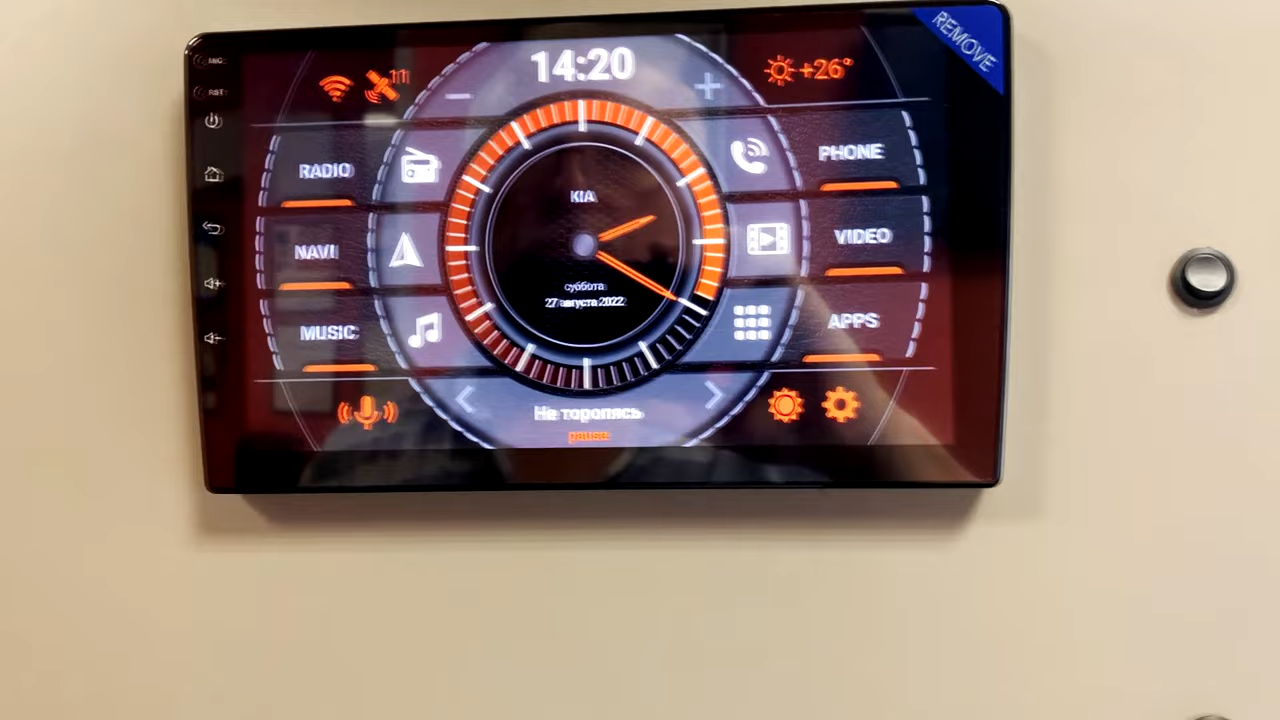 MIC
RST
REMOVE
14:20
11
+26°
RADIO
PHONE
KIA
NAVI
VIDEO
суббота
27 августа 2022
MUSIC
APPS
Не торопясь
pause